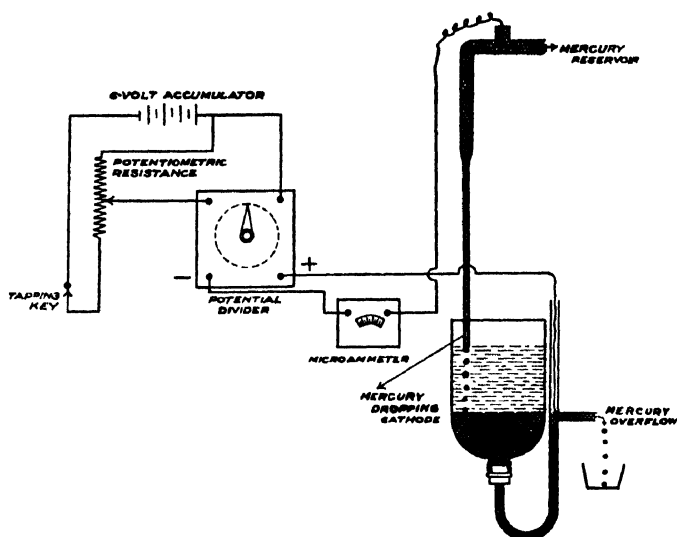 MERCURY
RESERVOIR
6-VOLT ACCUMULATOR
POTENTIOMETRIC
RESISTANCE
+
−
TAPPING
KEY
POTENTIAL
DIVIDER
MICROAMMETER
MERCURY
DROPPING
CATHODE
MERCURY
OVERFLOW